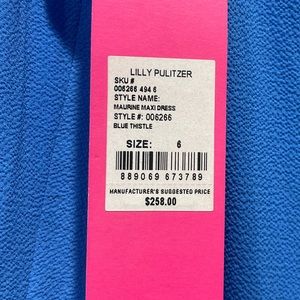 LILLY PULITZER
SKU #
006266 494 6
STYLE NAME:
MAURINE MAXI DRESS
STYLE #: 006266
BLUE THISTLE
SIZE: 6
889069 673789
MANUFACTURER'S SUGGESTED PRICE
$258.00